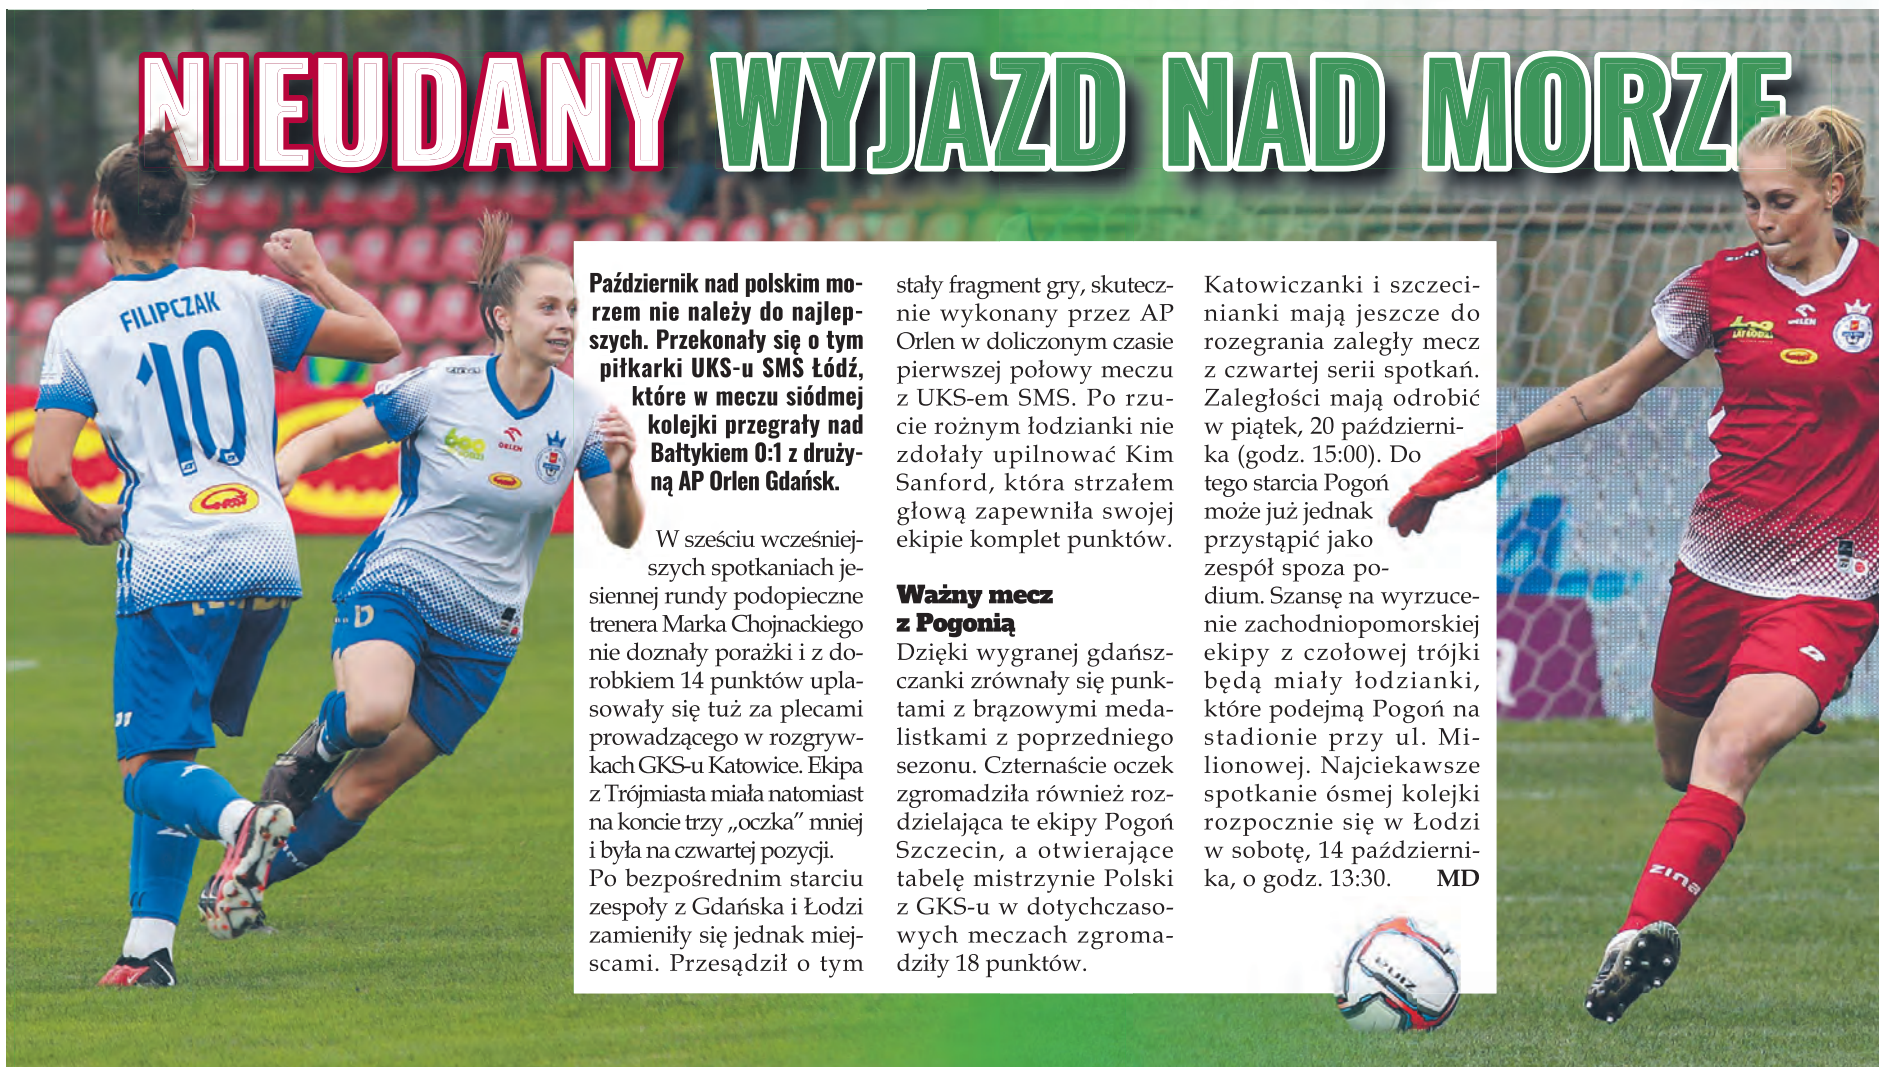 NIEUDANY WYJAZD NAD MORZE
FILIPCZAK
10
600
ORLEN
Październik nad polskim mo-
rzem nie należy do najlep-
szych. Przekonały się o tym
piłkarki UKS-u SMS Łódź,
które w meczu siódmej
kolejki przegrały nad
Bałtykiem 0:1 z druży-
ną AP Orlen Gdańsk.
W sześciu wcześniej-
szych spotkaniach je-
siennej rundy podopieczne
trenera Marka Chojnackiego
nie doznały porażki i z do-
robkiem 14 punktów upla-
sowały się tuż za plecami
prowadzącego w rozgryw-
kach GKS-u Katowice. Ekipa
z Trójmiasta miała natomiast
na koncie trzy „oczka” mniej
i była na czwartej pozycji.
Po bezpośrednim starciu
zespoły z Gdańska i Łodzi
zamieniły się jednak miej-
scami. Przesądził o tym
stały fragment gry, skutecz-
nie wykonany przez AP
Orlen w doliczonym czasie
pierwszej połowy meczu
z UKS-em SMS. Po rzu-
cie rożnym łodzianki nie
zdołały upilnować Kim
Sanford, która strzałem
głową zapewniła swojej
ekipie komplet punktów.
Ważny mecz
z Pogonią
Dzięki wygranej gdańsz-
czanki zrównały się punk-
tami z brązowymi meda-
listkami z poprzedniego
sezonu. Czternaście oczek
zgromadziła również roz-
dzielająca te ekipy Pogoń
Szczecin, a otwierające
tabelę mistrzynie Polski
z GKS-u w dotychczaso-
wych meczach zgroma-
dziły 18 punktów.
Katowiczanki i szczeci-
nianki mają jeszcze do
rozegrania zaległy mecz
z czwartej serii spotkań.
Zaległości mają odrobić
w piątek, 20 październi-
ka (godz. 15:00). Do
tego starcia Pogoń
może już jednak
przystąpić jako
zespół spoza po-
dium. Szansę na wyrzuce-
nie zachodniopomorskiej
ekipy z czołowej trójki
będą miały łodzianki,
które podejmą Pogoń na
stadionie przy ul. Mi-
lionowej. Najciekawsze
spotkanie ósmej kolejki
rozpocznie się w Łodzi
w sobotę, 14 październi-
ka, o godz. 13:30. MD
ORLEN
zina